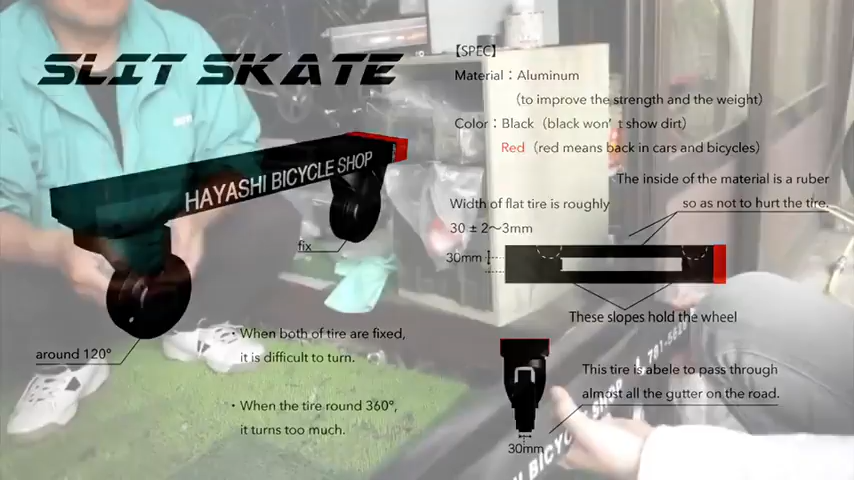 SLIT SKATE
HAYASHI BICYCLE SHOP
fix
around 120°
・When both of tire are fixed,
it is difficult to turn.
・When the tire round 360°,
it turns too much.
【SPEC】
Material：Aluminum
(to improve the strength and the weight)
Color：Black（black won't show dirt）
Red（red means back in cars and bicycles）
The inside of the material is a ruber
so as not to hurt the tire.
Width of flat tire is roughly
30 ± 2〜3mm
30mm
These slopes hold the wheel
This tire is abele to pass through
almost all the gutter on the road.
30mm